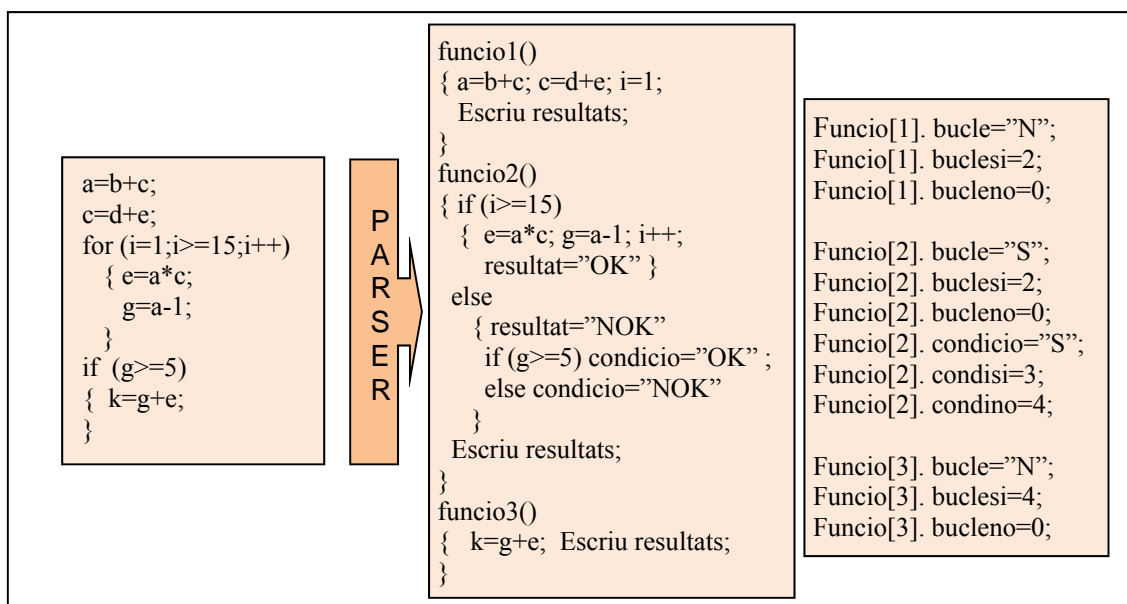 a=b+c;
c=d+e;
for (i=1;i>=15;i++)
{ e=a*c;
g=a-1;
}
if (g>=5)
{ k=g+e;
}
PARSER
funcio1()
{ a=b+c; c=d+e; i=1;
Escriu resultats;
}
funcio2()
{ if (i>=15)
{ e=a*c; g=a-1; i++;
resultat=”OK” }
else
{ resultat=”NOK”
if (g>=5) condicio=”OK” ;
else condicio=”NOK”
}
Escriu resultats;
}
funcio3()
{ k=g+e; Escriu resultats;
}
Funcio[1]. bucle=”N”;
Funcio[1]. buclesi=2;
Funcio[1]. bucleno=0;
Funcio[2]. bucle=”S”;
Funcio[2]. buclesi=2;
Funcio[2]. bucleno=0;
Funcio[2]. condicio=”S”;
Funcio[2]. condisi=3;
Funcio[2]. condino=4;
Funcio[3]. bucle=”N”;
Funcio[3]. buclesi=4;
Funcio[3]. bucleno=0;